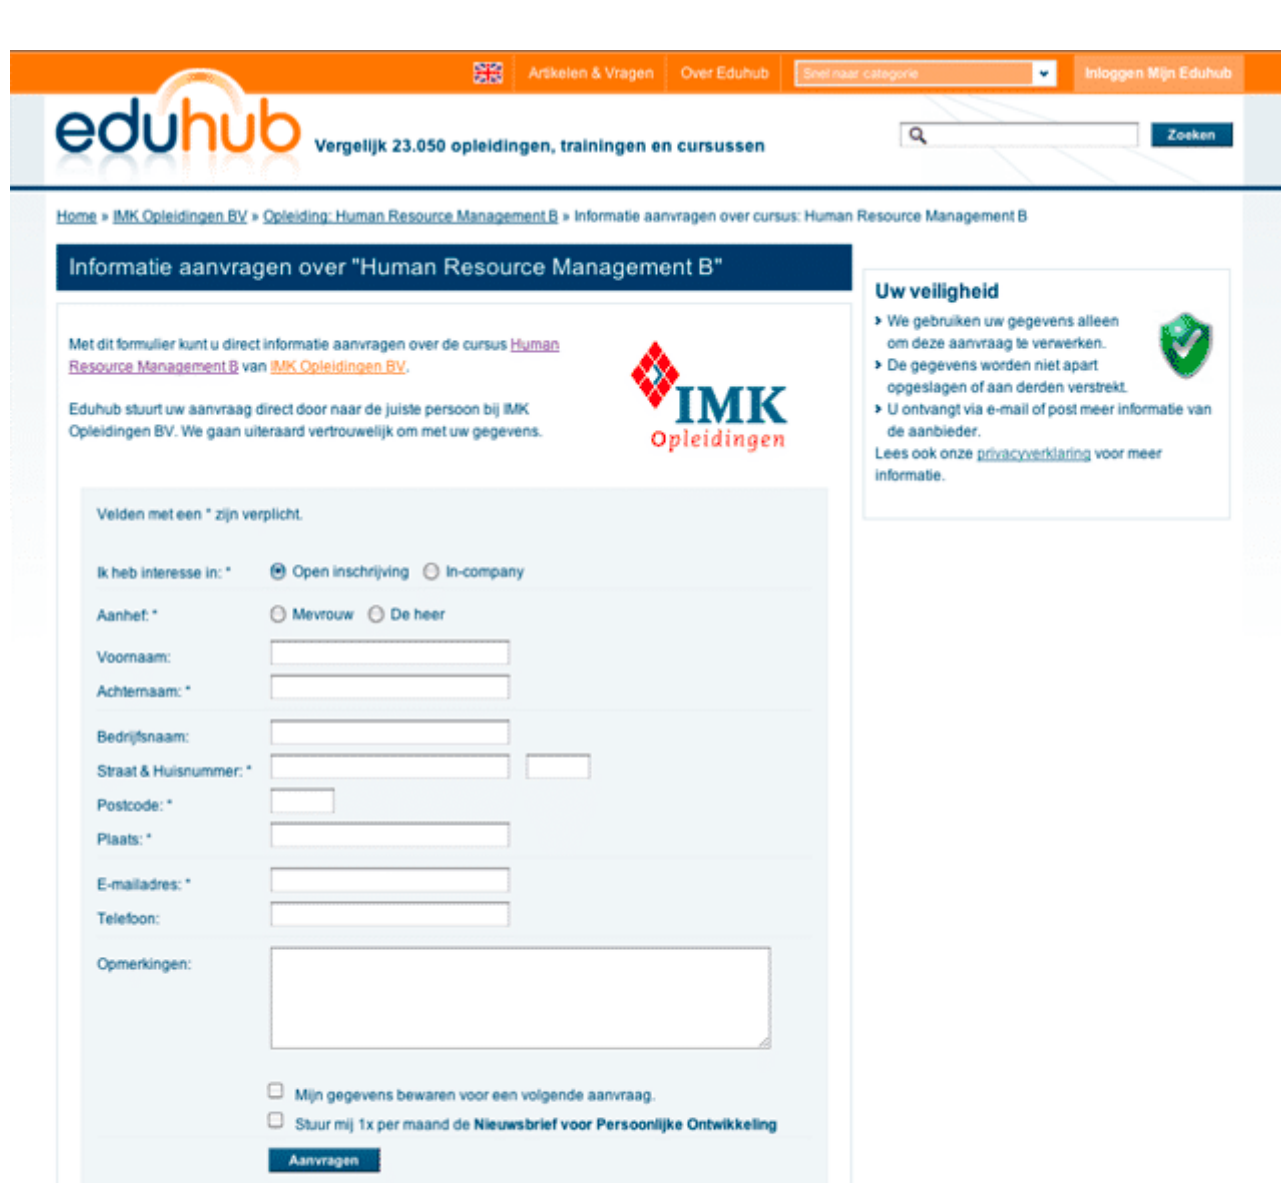 Artikelen & Vragen Over Eduhub Snel naar categorie Inloggen Mijn Eduhub
eduhub Vergelijk 23.050 opleidingen, trainingen en cursussen Zoeken
Home » IMK Opleidingen BV » Opleiding: Human Resource Management B » Informatie aanvragen over cursus: Human Resource Management B
Informatie aanvragen over "Human Resource Management B"
Met dit formulier kunt u direct informatie aanvragen over de cursus Human
Resource Management B van IMK Opleidingen BV.
Eduhub stuurt uw aanvraag direct door naar de juiste persoon bij IMK
Opleidingen BV. We gaan uiteraard vertrouwelijk om met uw gegevens.
IMK
Opleidingen
Velden met een * zijn verplicht.
Ik heb interesse in: * Open inschrijving In-company
Aanhef: * Mevrouw De heer
Voornaam:
Achternaam: *
Bedrijfsnaam:
Straat & Huisnummer: *
Postcode: *
Plaats: *
E-mailadres: *
Telefoon:
Opmerkingen:
Mijn gegevens bewaren voor een volgende aanvraag.
Stuur mij 1x per maand de Nieuwsbrief voor Persoonlijke Ontwikkeling
Aanvragen
Uw veiligheid
We gebruiken uw gegevens alleen
om deze aanvraag te verwerken.
De gegevens worden niet apart
opgeslagen of aan derden verstrekt.
U ontvangt via e-mail of post meer informatie van
de aanbieder.
Lees ook onze privacyverklaring voor meer
informatie.